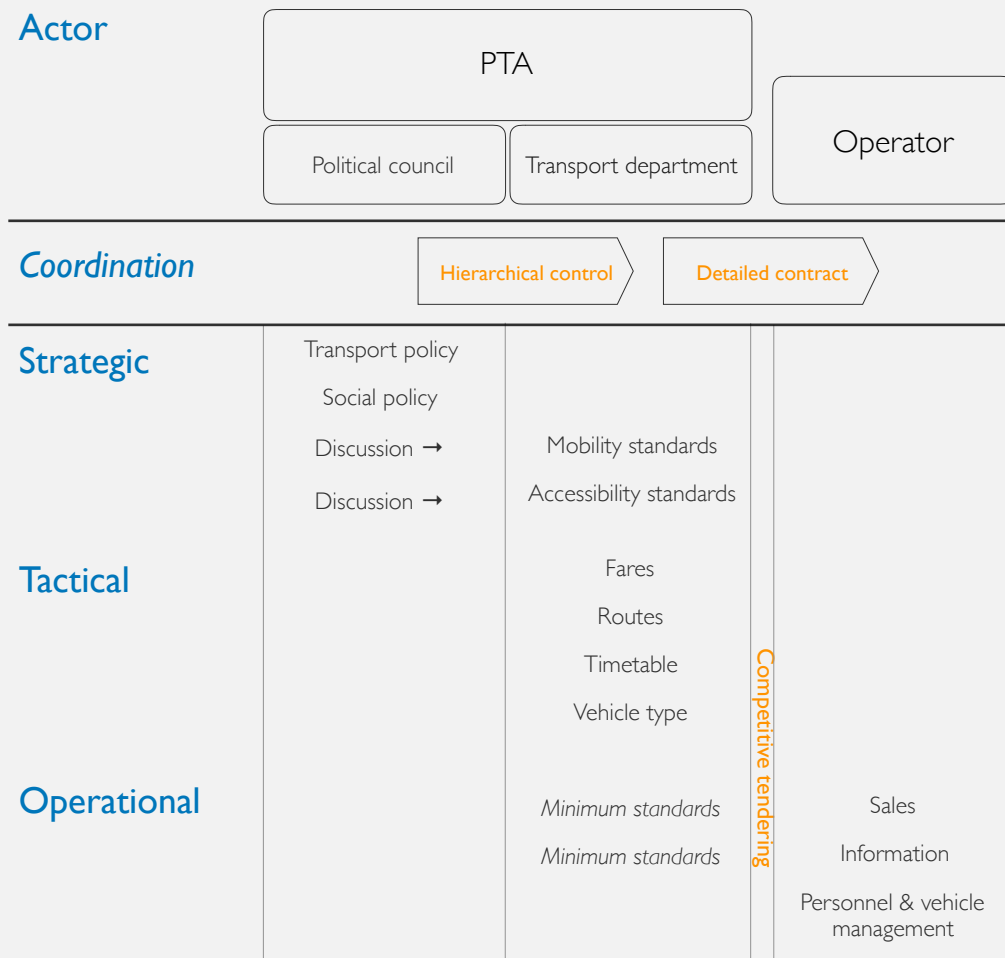 Actor
PTA
Political council
Transport department
Operator
Coordination
Hierarchical control
Detailed contract
Strategic
Transport policy
Social policy
Discussion → Mobility standards
Discussion → Accessibility standards
Tactical
Fares
Routes
Timetable
Vehicle type
Competitive tendering
Operational
Minimum standards
Sales
Minimum standards
Information
Personnel & vehicle
management